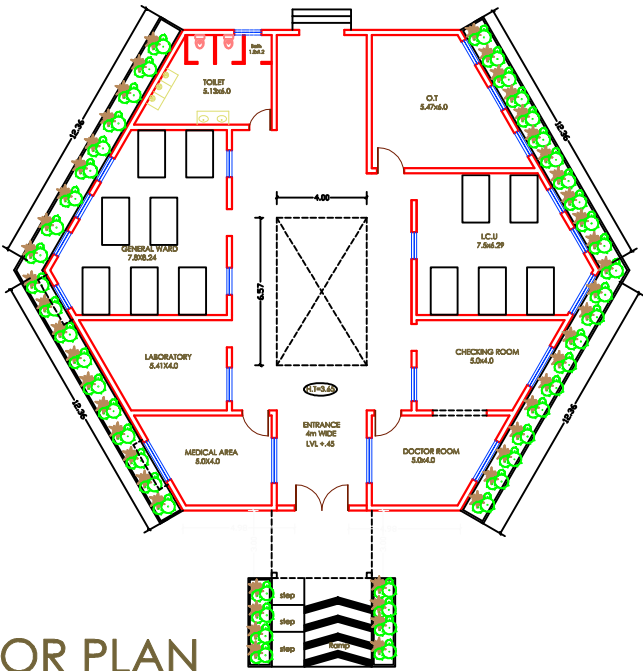 Bath
1.8x1.2
TOILET
5.13x6.0
O.T
5.47x6.0
12.36
12.36
4.00
GENERAL WARD
7.8X8.24
I.C.U
7.5x6.29
6.57
LABORATORY
5.41X4.0
CHECKING ROOM
5.0X4.0
H.T=3.65
12.36
12.36
ENTRANCE
4m WIDE
LVL +.45
MEDICAL AREA
5.0X4.0
DOCTOR ROOM
5.0x4.0
step
step
step
Ramp
OR PLAN